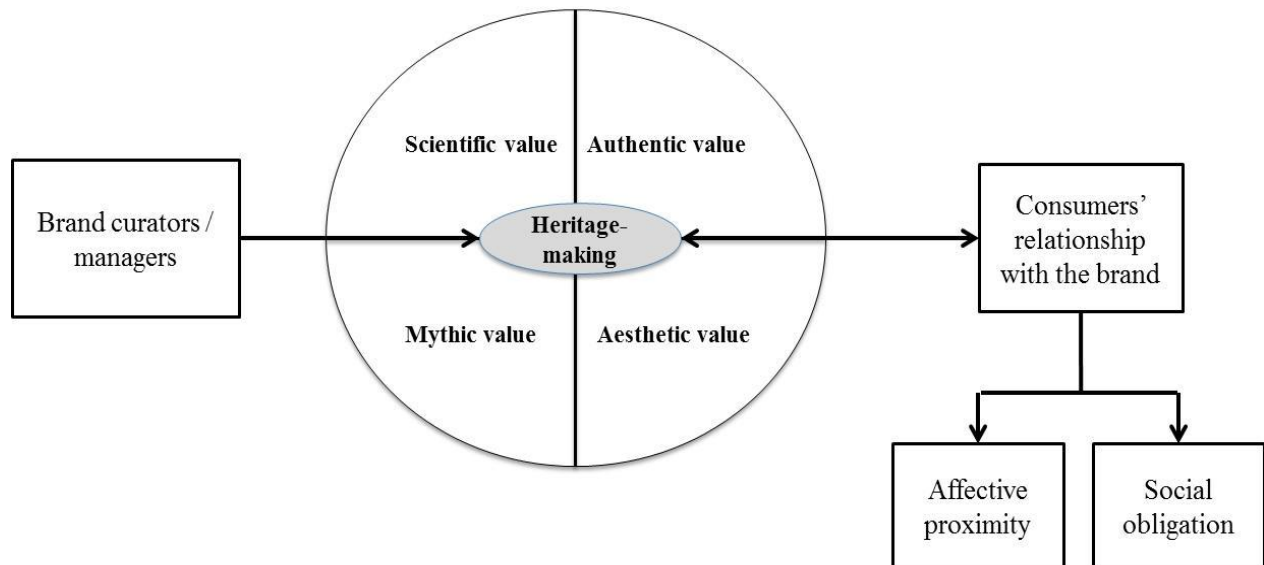 Scientific value
Authentic value
Brand curators /
managers
Heritage-
making
Consumers’
relationship
with the brand
Mythic value
Aesthetic value
Affective
proximity
Social
obligation